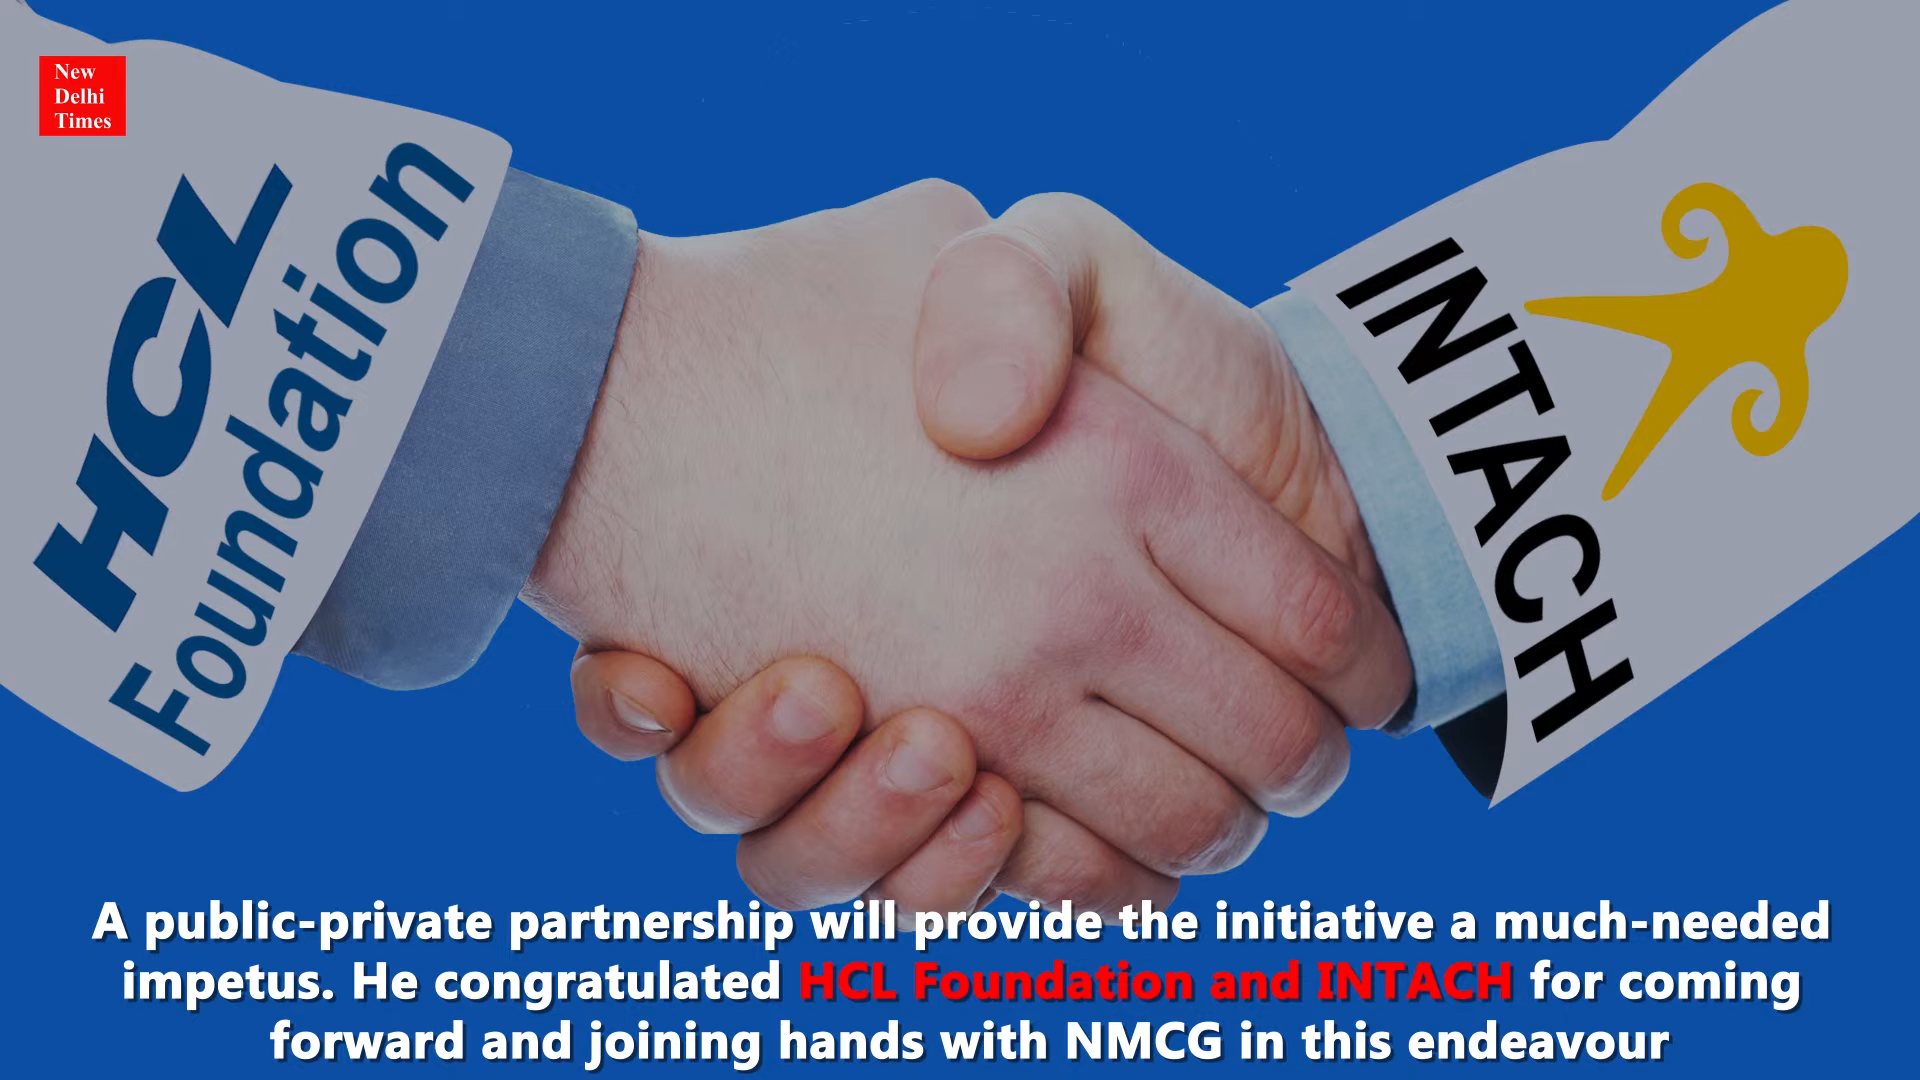 New
Delhi
Times
HCL
Foundation
INTACH
A public-private partnership will provide the initiative a much-needed
impetus. He congratulated HCL Foundation and INTACH for coming
forward and joining hands with NMCG in this endeavour